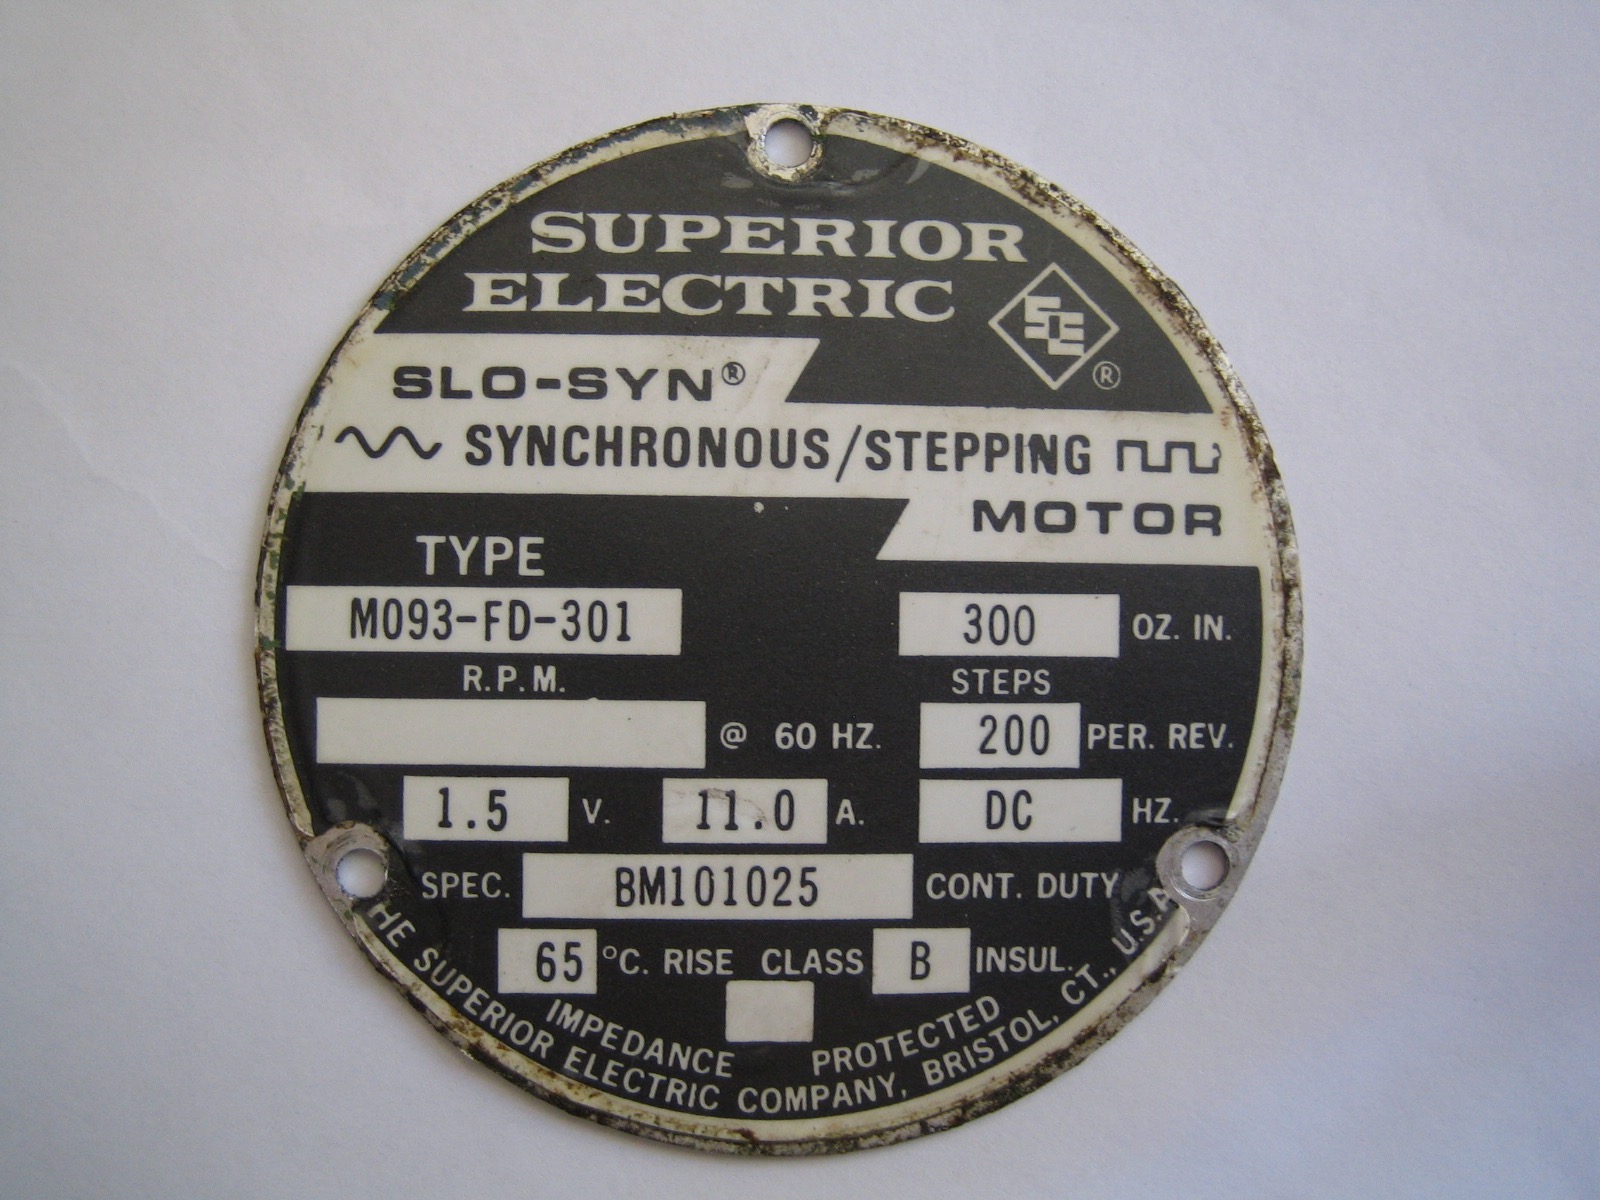 SUPERIOR
ELECTRIC
SE ®
SLO-SYN®
SYNCHRONOUS/STEPPING
MOTOR
TYPE
M093-FD-301
300 OZ. IN.
R.P.M.
@ 60 HZ.
STEPS
200 PER. REV.
1.5 V. 11.0 A. DC HZ.
SPEC. BM101025 CONT. DUTY
65 °C. RISE CLASS B INSUL.
IMPEDANCE PROTECTED
HE SUPERIOR ELECTRIC COMPANY, BRISTOL, CT., U.S.A